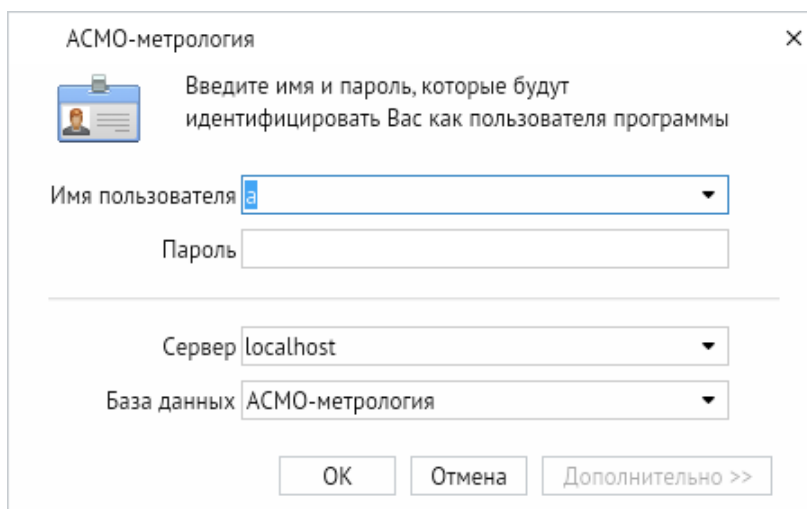 АСМО-метрология
Введите имя и пароль, которые будут
идентифицировать Вас как пользователя программы
Имя пользователя а
Пароль
Сервер localhost
База данных АСМО-метрология
ОК Отмена Дополнительно >>